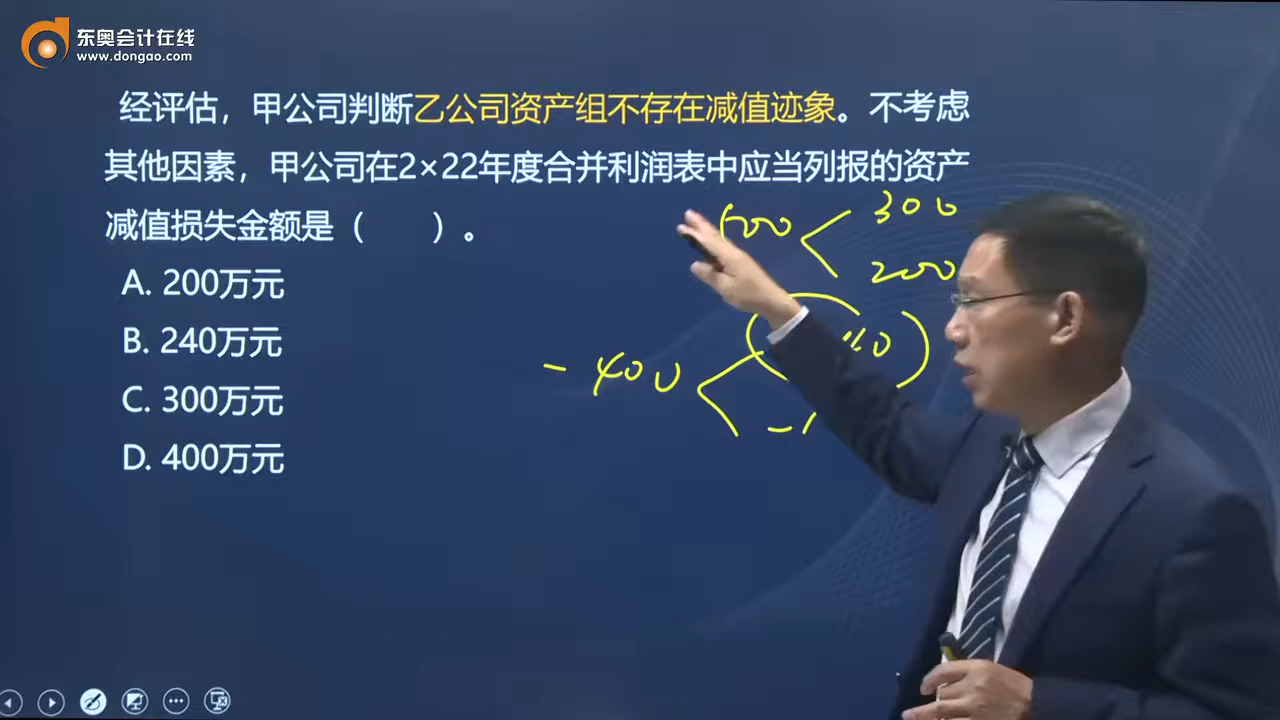 东奥会计在线
www.dongao.com
经评估，甲公司判断乙公司资产组不存在减值迹象。不考虑
其他因素，甲公司在2×22年度合并利润表中应当列报的资产
减值损失金额是（　　）。
500 300
200
A. 200万元
B. 240万元
C. 300万元
D. 400万元
-400